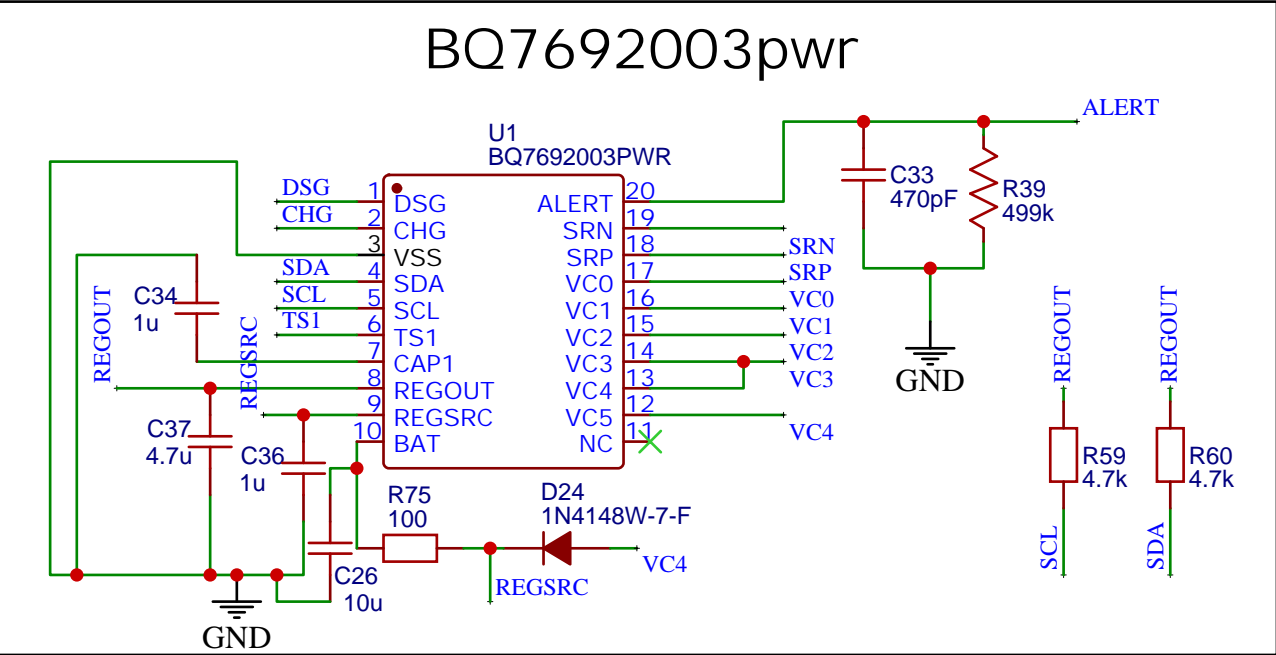 BQ7692003pwr
ALERT
U1
BQ7692003PWR
C33
470pF
R39
499k
DSG
CHG
SDA
SCL
TS1
1
2
3
4
5
6
7
8
9
10
DSG
CHG
VSS
SDA
SCL
TS1
CAP1
REGOUT
REGSRC
BAT
ALERT
SRN
SRP
VC0
VC1
VC2
VC3
VC4
VC5
NC
20
19
18
17
16
15
14
13
12
11
SRN
SRP
VC0
VC1
VC2
VC3
VC4
GND
C34
1u
REGOUT
REGSRC
C37
4.7u
C36
1u
C26
10u
GND
R75
100
D24
1N4148W-7-F
VC4
REGSRC
REGOUT
R59
4.7k
SCL
REGOUT
R60
4.7k
SDA